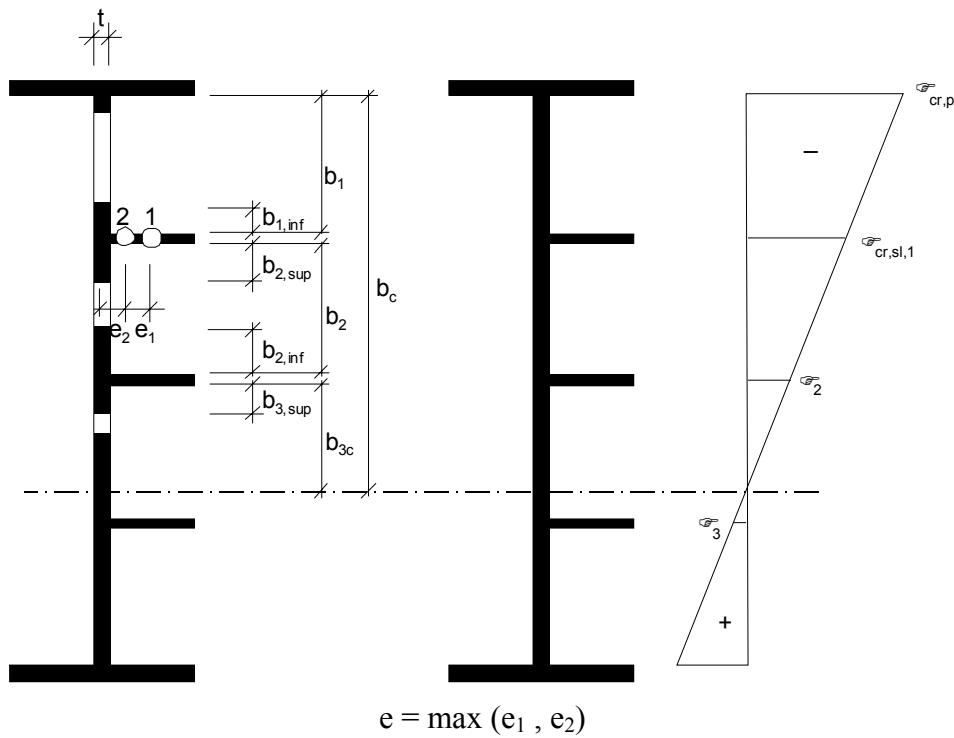 t
☞cr,p
b1
2 1
b1,inf
☞cr,sl,1
b2,sup
bc
e2 e1
b2
b2,inf
☞2
b3,sup
b3c
☞3
−
+
e = max (e1 , e2)